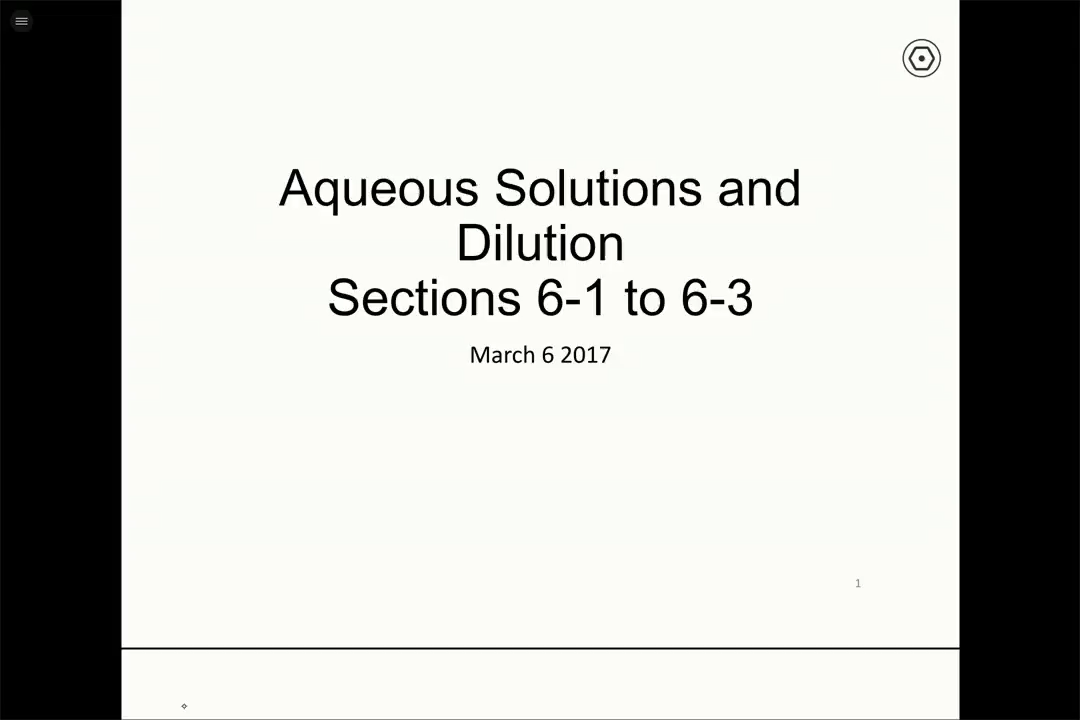 Aqueous Solutions and
Dilution
Sections 6-1 to 6-3
March 6 2017
1